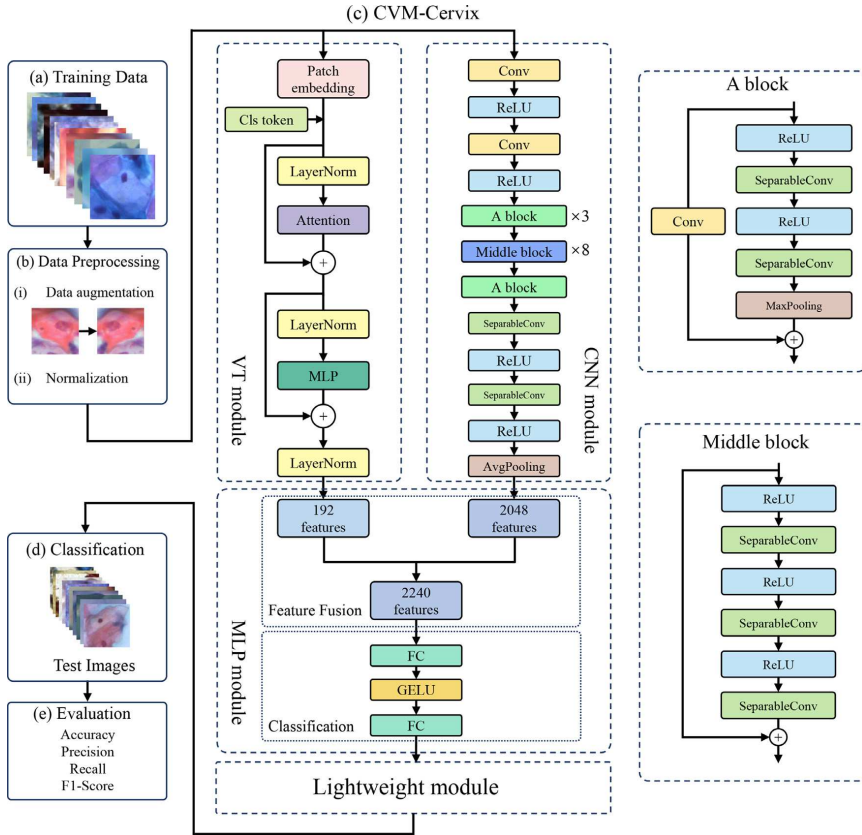 (c) CVM-Cervix
(a) Training Data
(b) Data Preprocessing
(i) Data augmentation
(ii) Normalization
Patch
embedding
Cls token
LayerNorm
Attention
+
LayerNorm
MLP
+
LayerNorm
VT module
Conv
ReLU
Conv
ReLU
A block ×3
Middle block ×8
A block
SeparableConv
ReLU
SeparableConv
ReLU
AvgPooling
CNN module
192
features
2048
features
2240
features
Feature Fusion
FC
GELU
FC
Classification
MLP module
Lightweight module
(d) Classification
Test Images
(e) Evaluation
Accuracy
Precision
Recall
F1-Score
A block
ReLU
SeparableConv
Conv
ReLU
SeparableConv
MaxPooling
+
Middle block
ReLU
SeparableConv
ReLU
SeparableConv
ReLU
SeparableConv
+